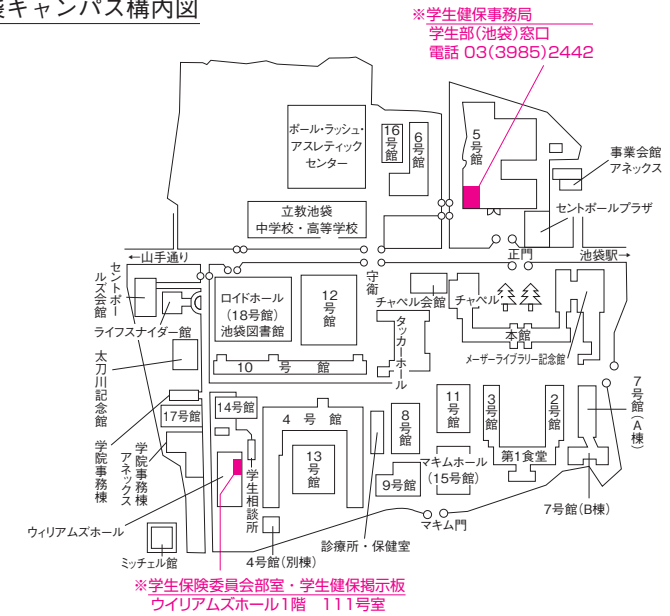 キャンパス構内図
※学生健保事務局
学生部(池袋)窓口
電話 03(3985)2442
ポール・ラッシュ・
アスレティック
センター
16号館
6号館
5号館
事業会館
アネックス
セントポールプラザ
立教池袋
中学校・高等学校
←山手通り
守衛
正門
池袋駅→
セントポールズ会館
ライフスナイダー館
ロイドホール
(18号館)
池袋図書館
12号館
チャペル会館
チャペル
タッカーホール
本館
メーザーライブラリー記念館
太刀川記念館
10号館
7号館(A棟)
14号館
17号館
4号館
8号館
11号館
3号館
2号館
学院事務棟
学院事務棟
アネックス
学生相談所
13号館
9号館
マキムホール
(15号館)
第1食堂
7号館(B棟)
ウィリアムズホール
マキム門
診療所・保健室
4号館(別棟)
ミッチェル館
※学生保険委員会部室・学生健保掲示板
ウイリアムズホール1階 111号室